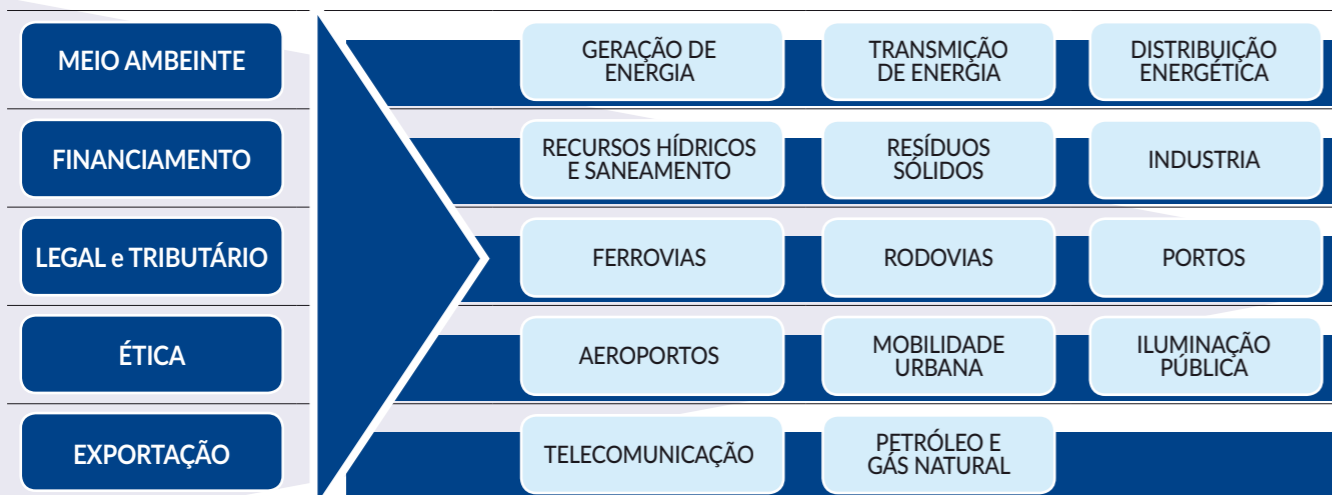 MEIO AMBEINTE
GERAÇÃO DE
ENERGIA
TRANSMIÇÃO
DE ENERGIA
DISTRIBUIÇÃO
ENERGÉTICA
FINANCIAMENTO
RECURSOS HÍDRICOS
E SANEAMENTO
RESÍDUOS
SÓLIDOS
INDUSTRIA
LEGAL e TRIBUTÁRIO
FERROVIAS
RODOVIAS
PORTOS
ÉTICA
AEROPORTOS
MOBILIDADE
URBANA
ILUMINAÇÃO
PÚBLICA
EXPORTAÇÃO
TELECOMUNICAÇÃO
PETRÓLEO E
GÁS NATURAL